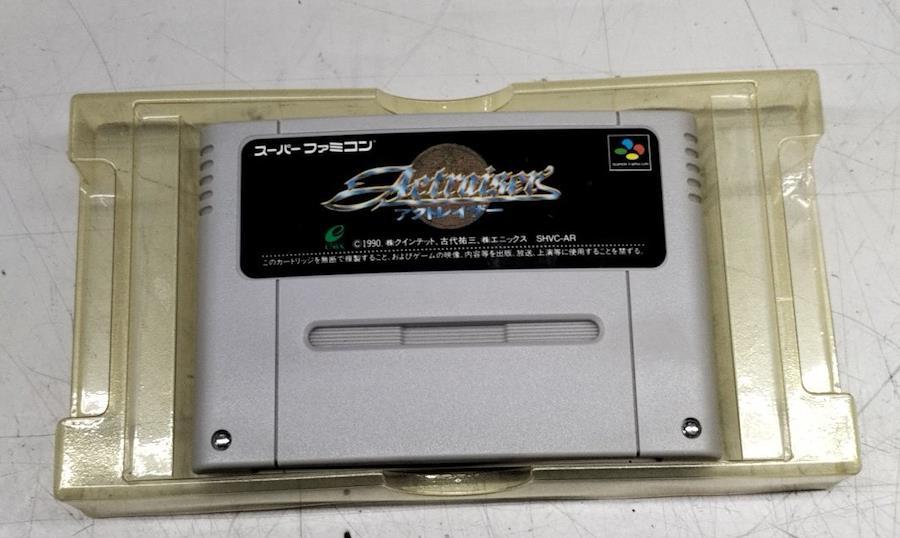 スーパーファミコン
Actraiser
アクトレイザー
SUPER Famicom
© 1990. ㈱クインテット、古代祐三、㈱エニックス SHVC-AR
このカートリッジを無断で複製すること、およびゲームの映像、内容等を出版、放送、上演等に使用することを禁ずる。